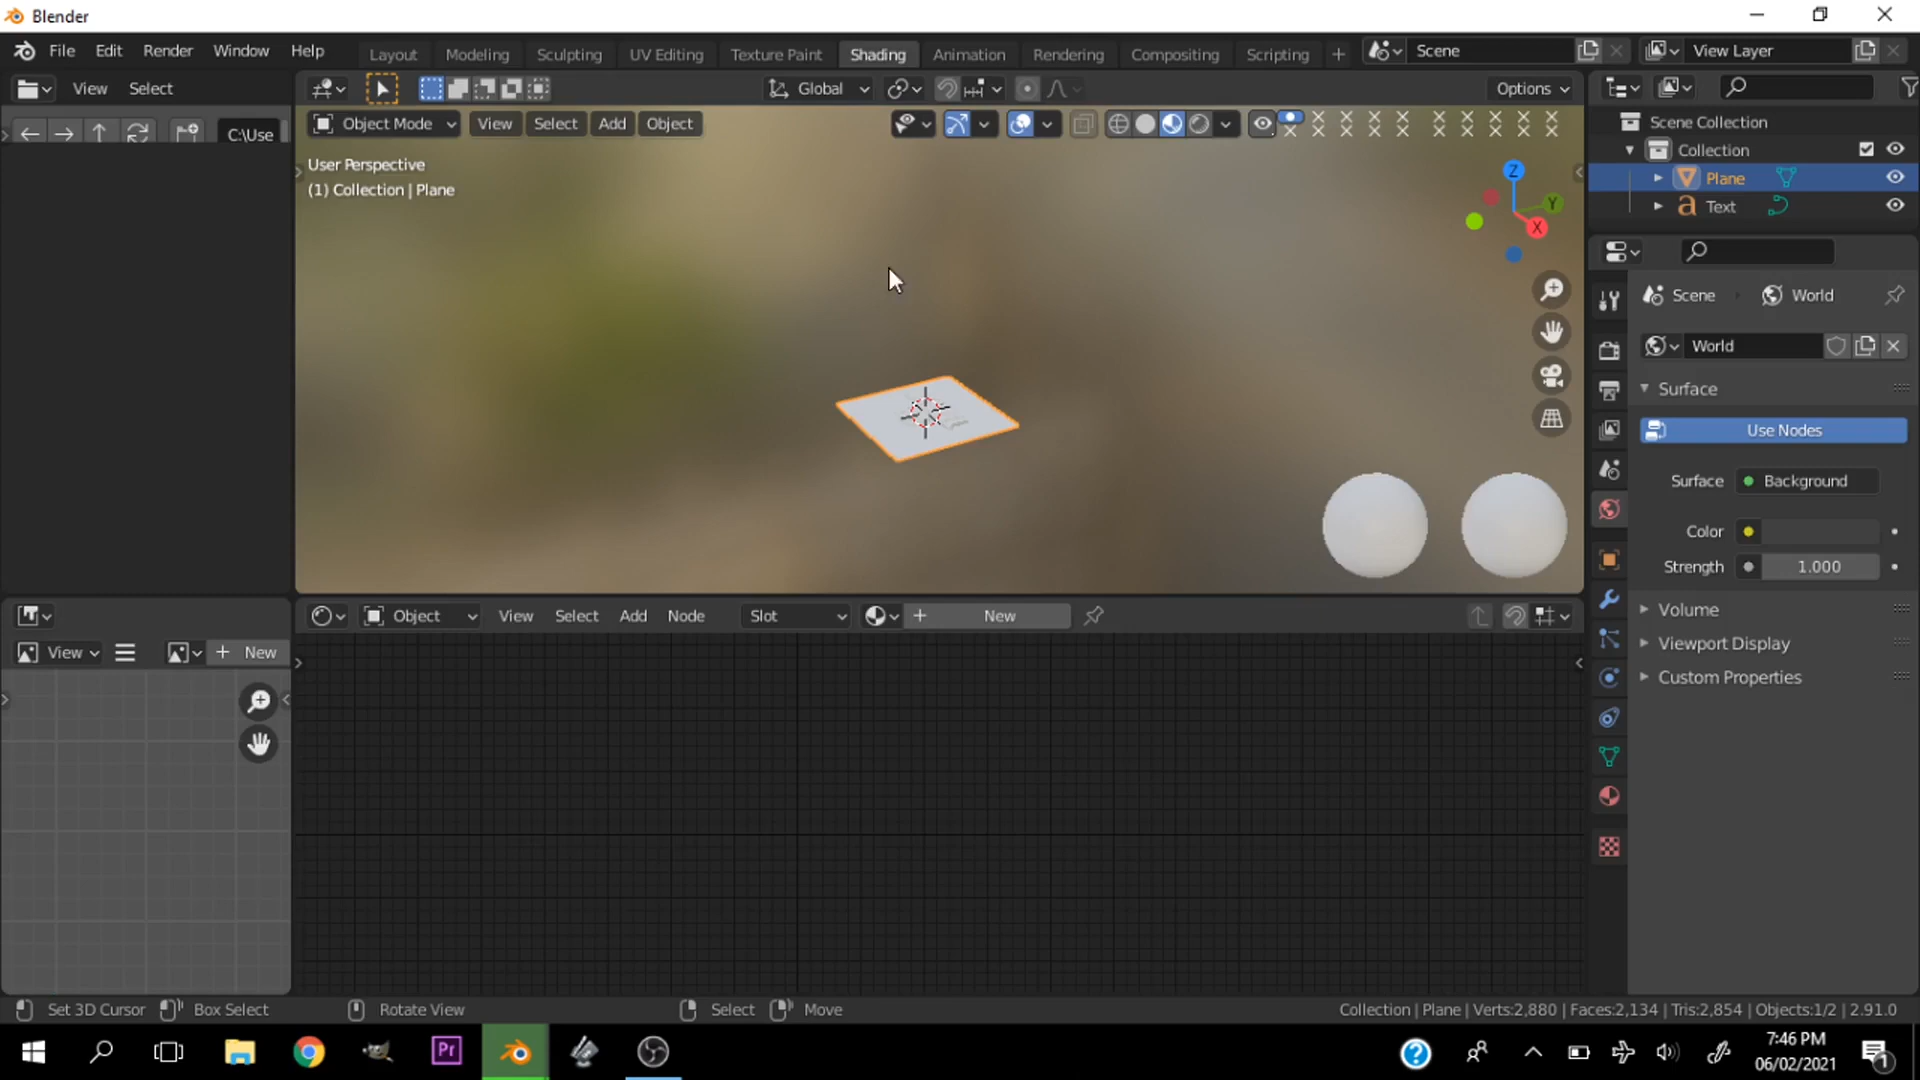 Blender
File Edit Render Window Help Layout Modeling Sculpting UV Editing Texture Paint Shading Animation Rendering Compositing Scripting + Scene View Layer
View Select Global Options
C:\Use Object Mode View Select Add Object
User Perspective
(1) Collection | Plane
Z
Y
X
Scene Collection
Collection
Plane
a Text
Scene World
World
Surface
Use Nodes
Surface Background
Color
Strength 1.000
Volume
Viewport Display
Custom Properties
Object View Select Add Node Slot + New
View + New
Set 3D Cursor Box Select Rotate View Select Move Collection | Plane | Verts:2,880 | Faces:2,134 | Tris:2,854 | Objects:1/2 | 2.91.0
Pr ? 7:46 PM
06/02/2021 1